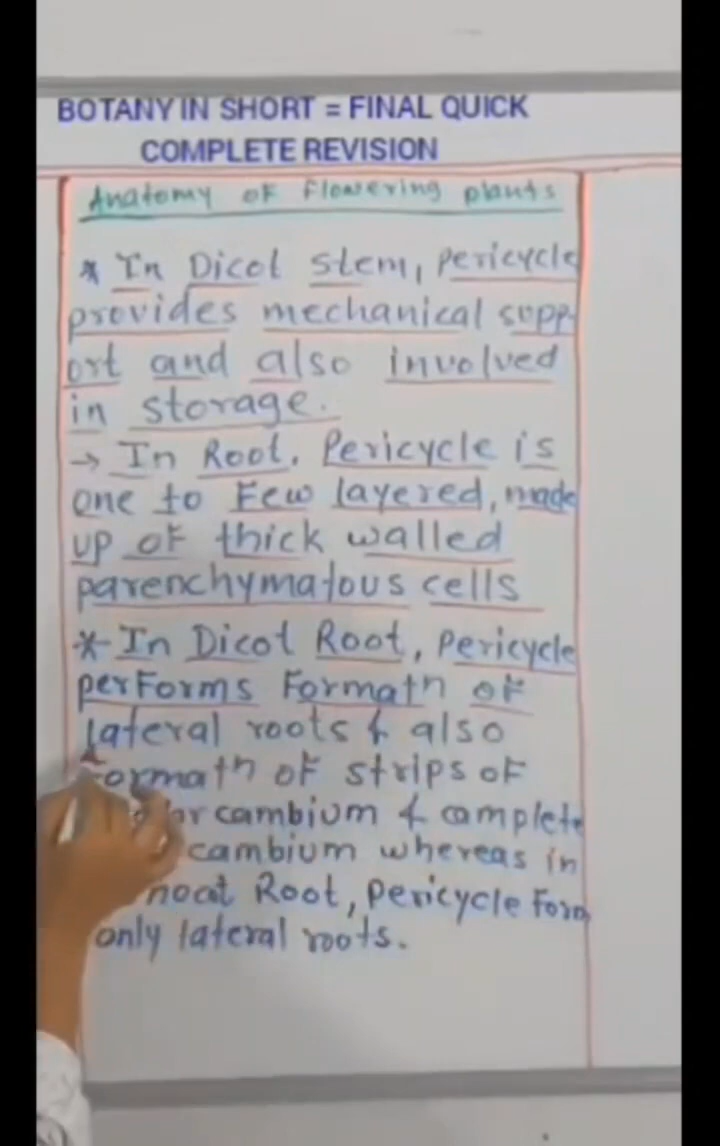 BOTANY IN SHORT = FINAL QUICK
COMPLETE REVISION
Anatomy of Flowering plants
* In Dicot stem, pericycle
provides mechanical supp-
ort and also involved
in storage.
→ In Root, Pericycle is
one to Few layered, made
up of thick walled
parenchymatous cells
* In Dicot Root, pericycle
performs Formatn of
lateral roots & also
formatn of strips of
cambium & complete
cambium whereas in
Root, pericycle Form
only lateral roots.